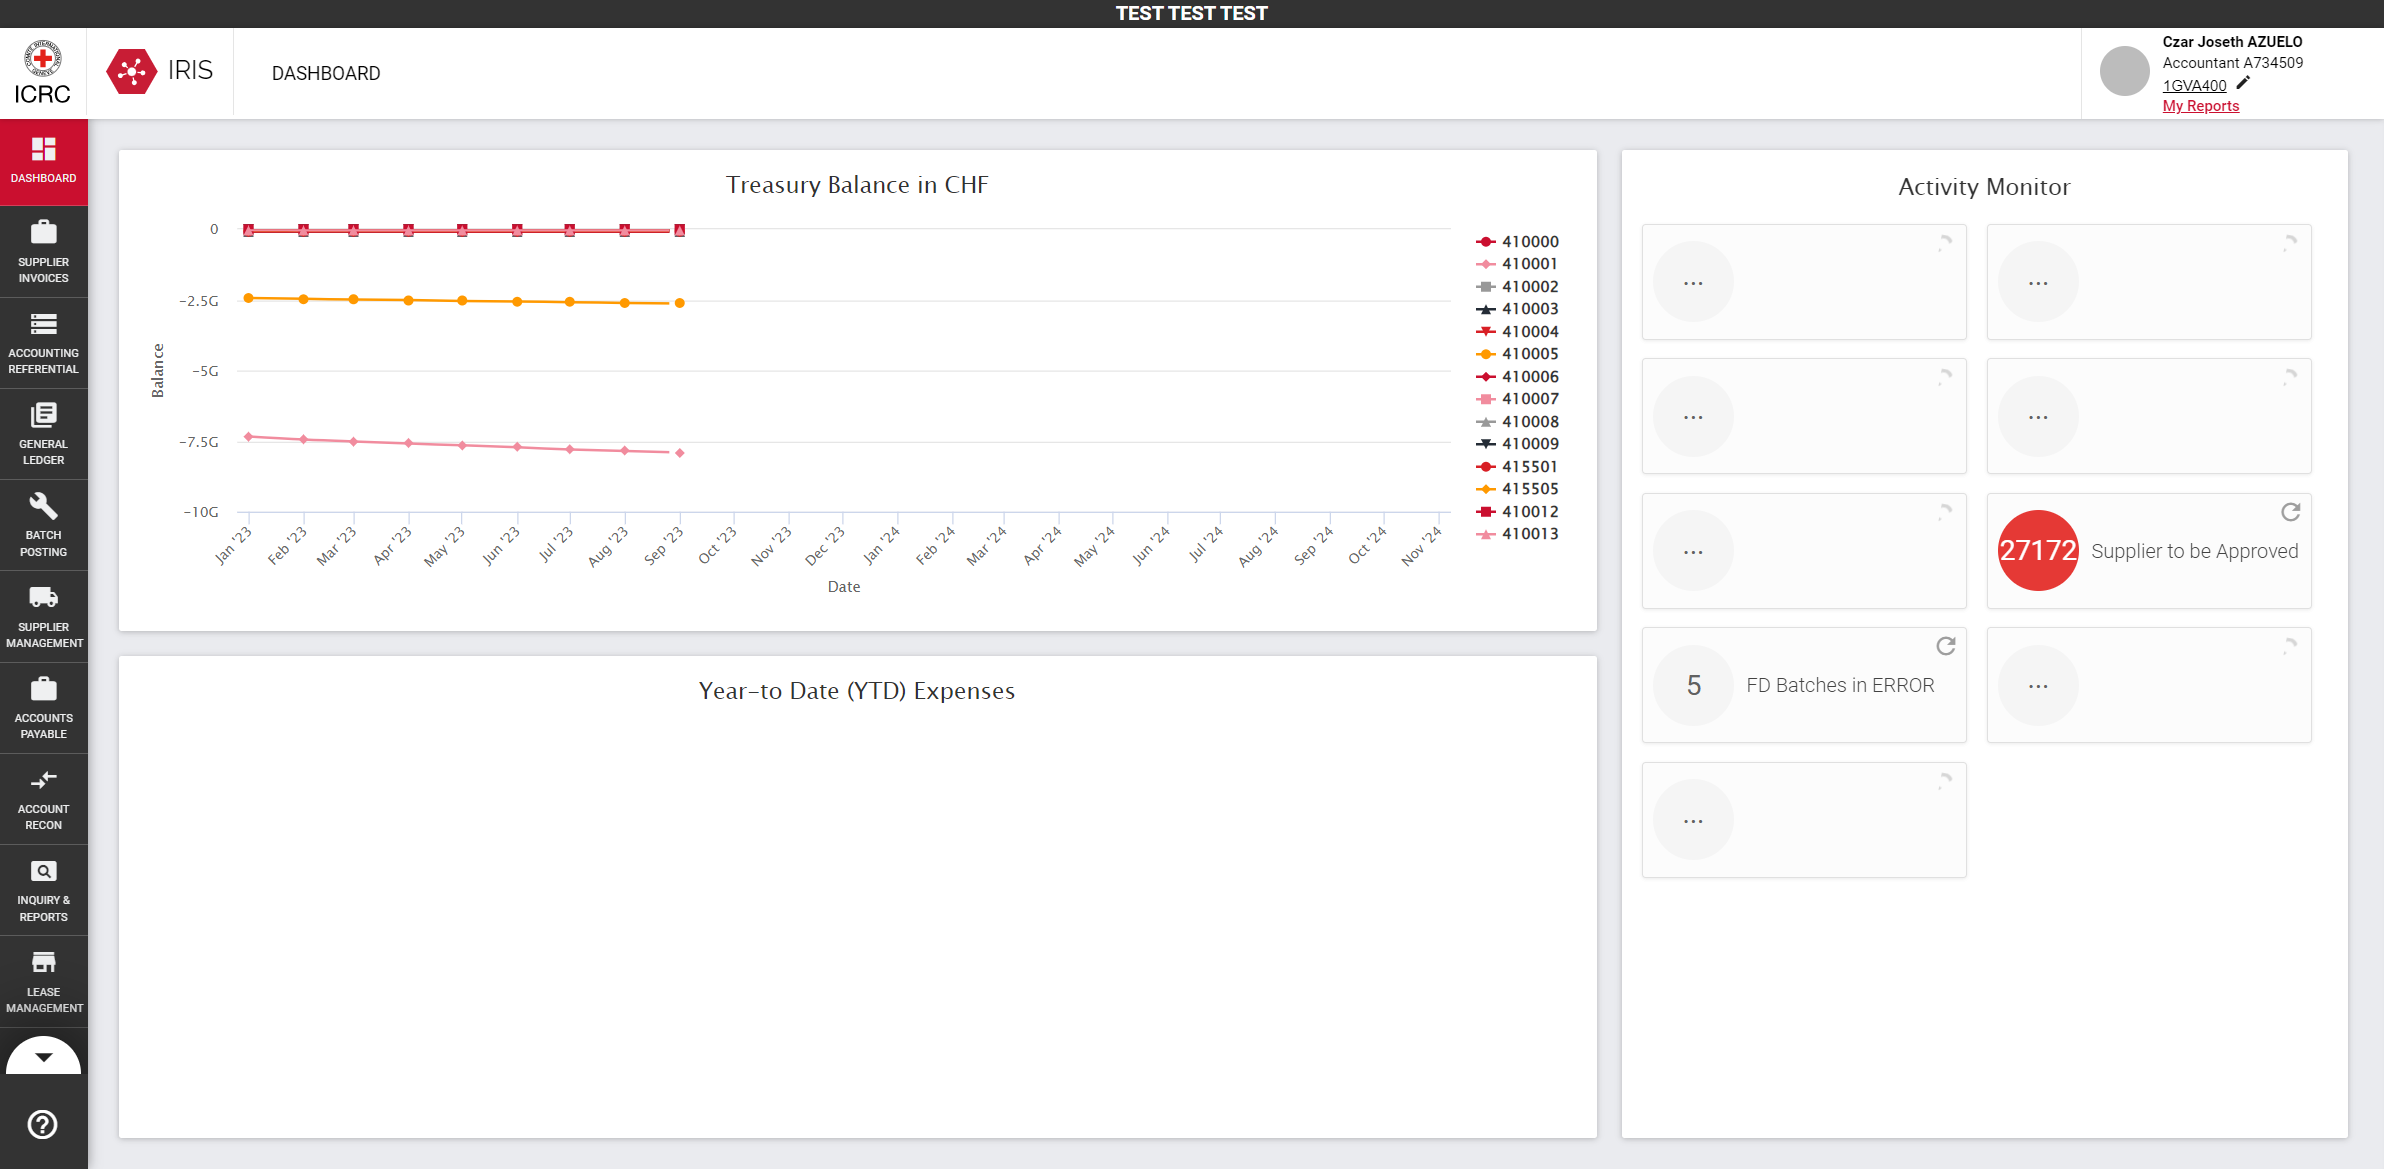 TEST TEST TEST
COMITÉ INTERNATIONAL GENÈVE
ICRC
IRIS
DASHBOARD
Czar Joseth AZUELO
Accountant A734509
1GVA400
My Reports
DASHBOARD
SUPPLIER
INVOICES
ACCOUNTING
REFERENTIAL
GENERAL
LEDGER
BATCH
POSTING
SUPPLIER
MANAGEMENT
ACCOUNTS
PAYABLE
ACCOUNT
RECON
INQUIRY &
REPORTS
LEASE
MANAGEMENT
Treasury Balance in CHF
Balance
0
−2.5G
−5G
−7.5G
−10G
Jan '23
Feb '23
Mar '23
Apr '23
May '23
Jun '23
Jul '23
Aug '23
Sep '23
Oct '23
Nov '23
Dec '23
Jan '24
Feb '24
Mar '24
Apr '24
May '24
Jun '24
Jul '24
Aug '24
Sep '24
Oct '24
Nov '24
Date
410000
410001
410002
410003
410004
410005
410006
410007
410008
410009
415501
415505
410012
410013
Year-to Date (YTD) Expenses
Activity Monitor
...
...
...
...
...
27172 Supplier to be Approved
5 FD Batches in ERROR
...
...